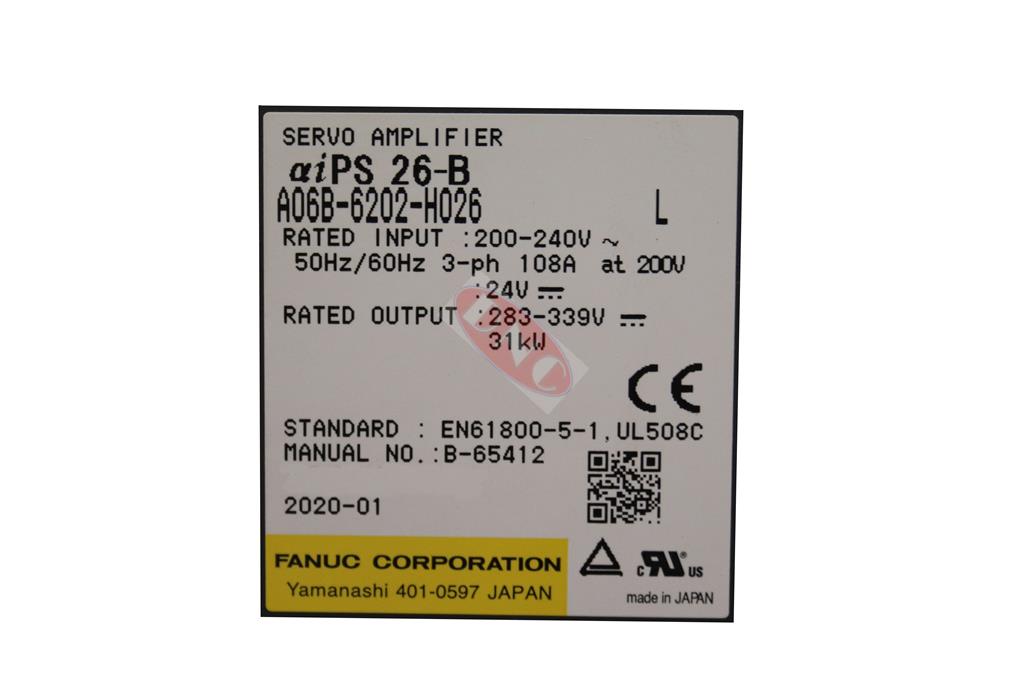 SERVO AMPLIFIER
αiPS 26-B
A06B-6202-H026 L
RATED INPUT :200-240V ~
50Hz/60Hz 3-ph 108A at 200V
:24V ⎓
RATED OUTPUT :283-339V ⎓
31kW
DNC
CE
STANDARD : EN61800-5-1,UL508C
MANUAL NO.:B-65412
2020-01
FANUC CORPORATION
Yamanashi 401-0597 JAPAN
c RU® US
made in JAPAN